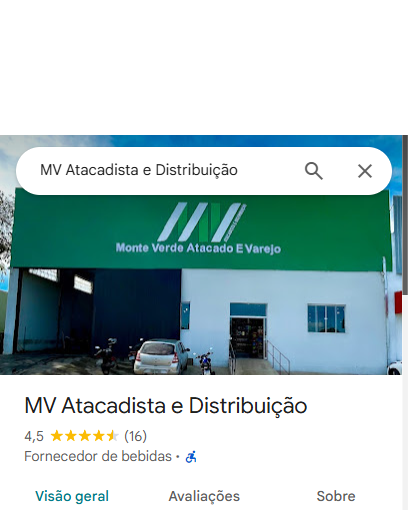 MV Atacadista e Distribuição
MV
Monte Verde Atacado E Varejo
MV Atacadista e Distribuição
4,5 (16)
Fornecedor de bebidas ·
Visão geral Avaliações Sobre